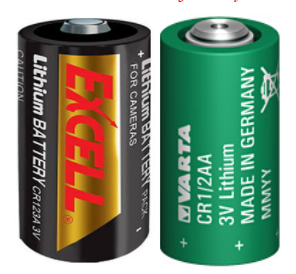 CAUTION
Lithium BATTERY CR123A 3V
EXCELL®
+ Lithium BATTERY PACK -
FOR CAMERAS
VARTA
CR1/2AA
3V Lithium
MADE IN GERMANY
MMYY
+ +